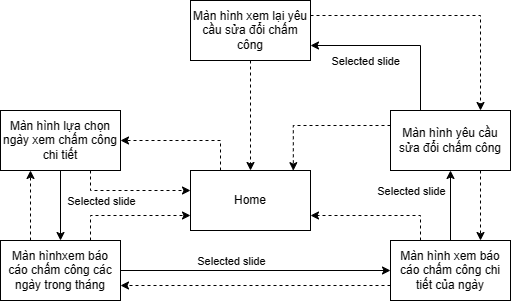 Màn hình xem lại yêu
cầu sửa đổi chấm
công
Selected slide
Màn hình lựa chọn
ngày xem chấm công
chi tiết
Màn hình yêu cầu
sửa đổi chấm công
Home
Selected slide
Selected slide
Màn hìnhxem báo
cáo chấm công các
ngày trong tháng
Selected slide
Màn hình xem báo
cáo chấm công chi
tiết của ngày